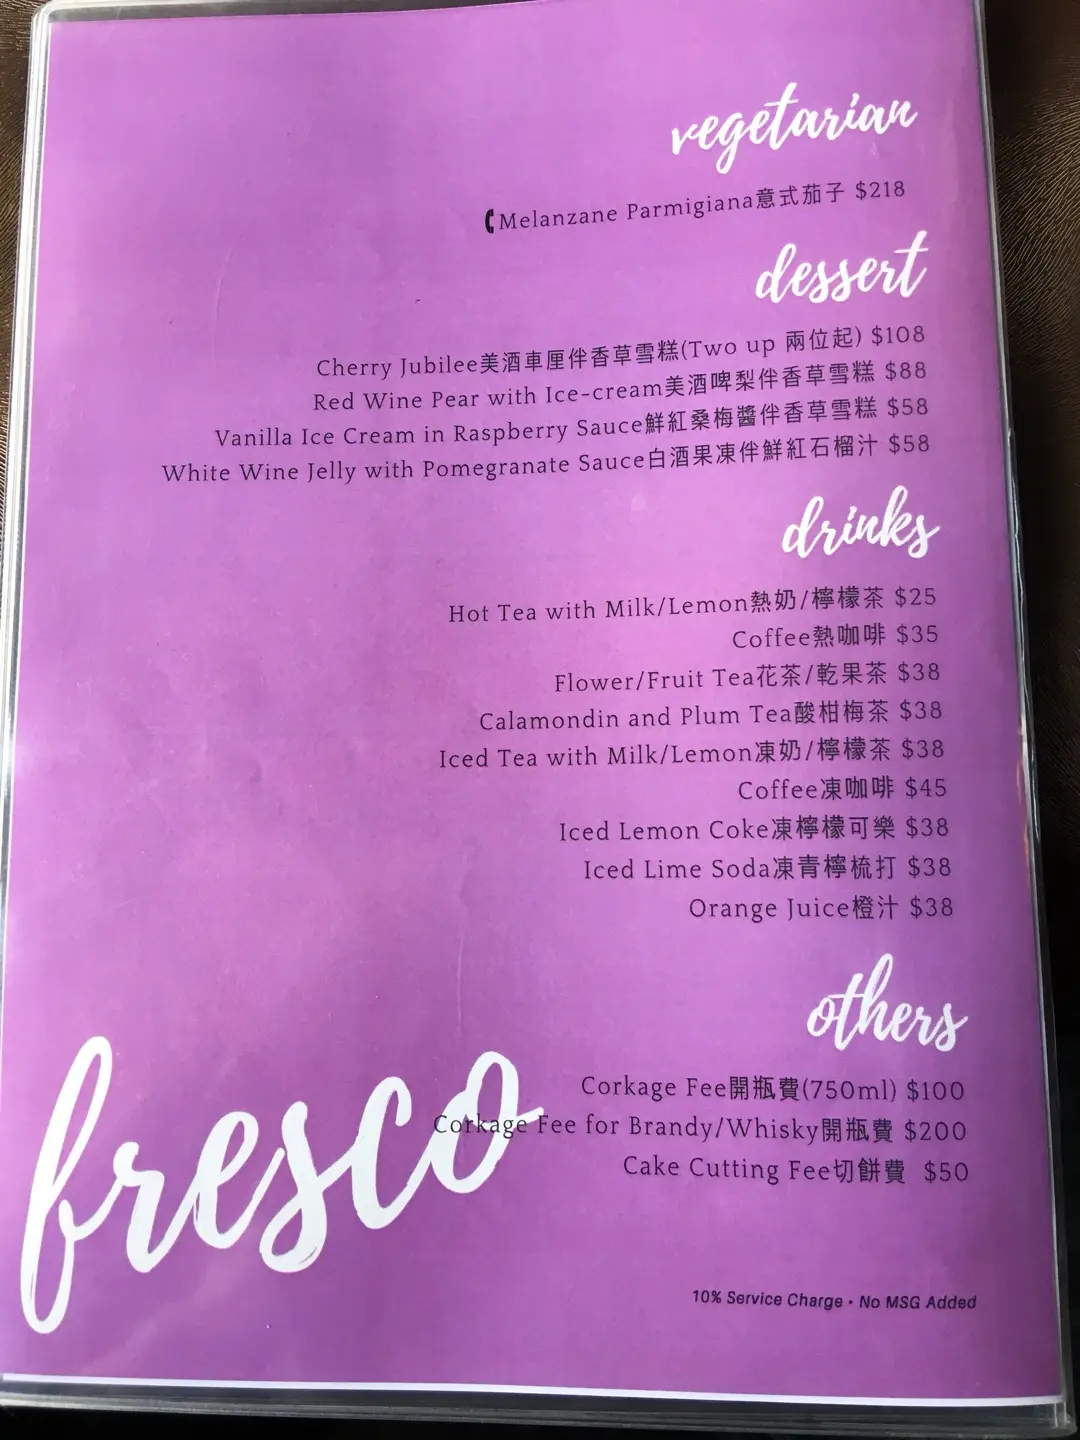 vegetarian
Melanzane Parmigiana意式茄子 $218
dessert
Cherry Jubilee美酒車厘伴香草雪糕(Two up 兩位起) $108
Red Wine Pear with Ice-cream美酒啤梨伴香草雪糕 $88
Vanilla Ice Cream in Raspberry Sauce鮮紅桑梅醬伴香草雪糕 $58
White Wine Jelly with Pomegranate Sauce白酒果凍伴鮮紅石榴汁 $58
drinks
Hot Tea with Milk/Lemon熱奶/檸檬茶 $25
Coffee熱咖啡 $35
Flower/Fruit Tea花茶/乾果茶 $38
Calamondin and Plum Tea酸柑梅茶 $38
Iced Tea with Milk/Lemon凍奶/檸檬茶 $38
Coffee凍咖啡 $45
Iced Lemon Coke凍檸檬可樂 $38
Iced Lime Soda凍青檸梳打 $38
Orange Juice橙汁 $38
others
Corkage Fee開瓶費(750ml) $100
Corkage Fee for Brandy/Whisky開瓶費 $200
Cake Cutting Fee切餅費 $50
fresco
10% Service Charge • No MSG Added